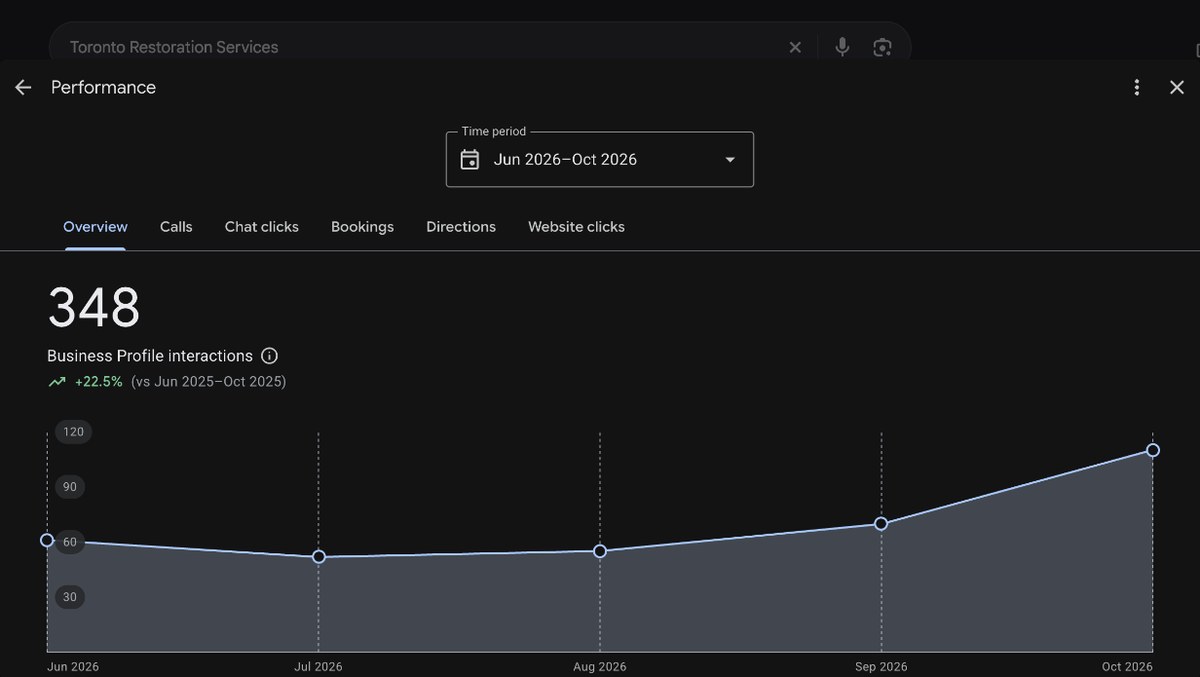 Toronto Restoration Services
Performance
Time period
Jun 2026–Oct 2026
Overview Calls Chat clicks Bookings Directions Website clicks
348
Business Profile interactions
+22.5% (vs Jun 2025–Oct 2025)
120
90
60
30
Jun 2026 Jul 2026 Aug 2026 Sep 2026 Oct 2026